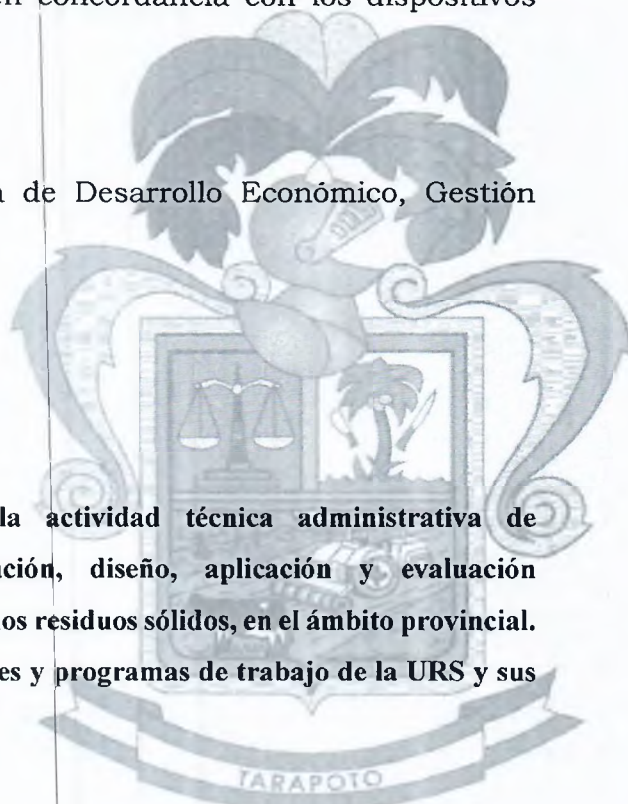 en concordancia con los dispositivos
de Desarrollo Económico, Gestión
la actividad técnica administrativa de
ción, diseño, aplicación y evaluación
os residuos sólidos, en el ámbito provincial.
es y programas de trabajo de la URS y sus
TARAPOTO